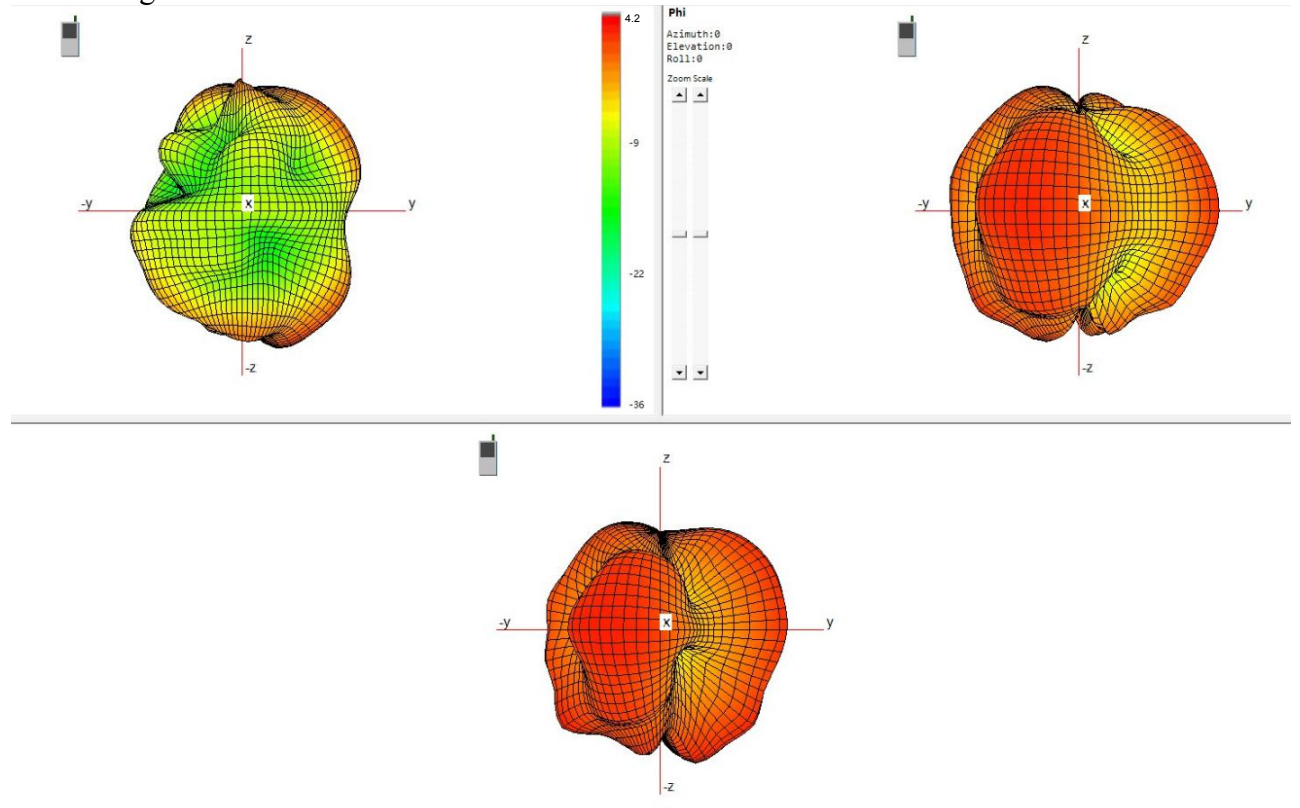 z
-y
x
y
-z
4.2
-9
-22
-36
Phi
Azimuth:0
Elevation:0
Roll:0
Zoom Scale
z
-y
x
y
-z
z
-y
x
y
-z